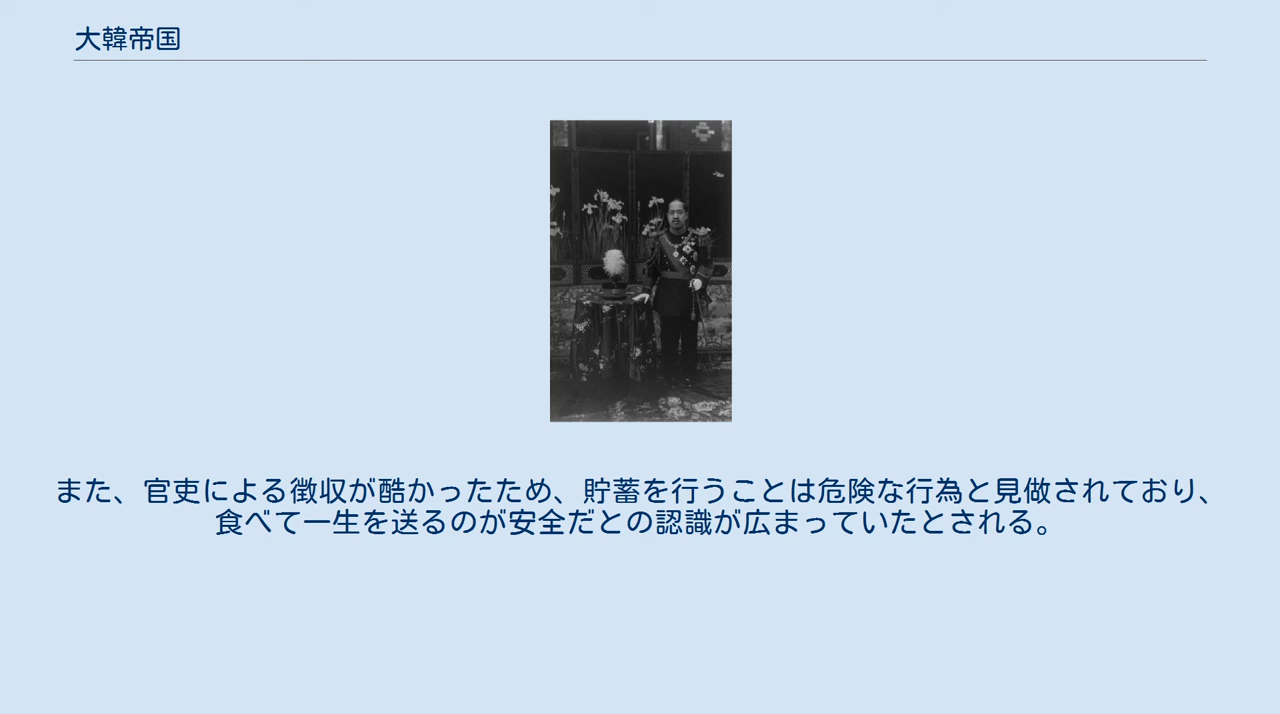 大韓帝国
また、官吏による徴収が酷かったため、貯蓄を行うことは危険な行為と見做されており、
食べて一生を送るのが安全だとの認識が広まっていたとされる。